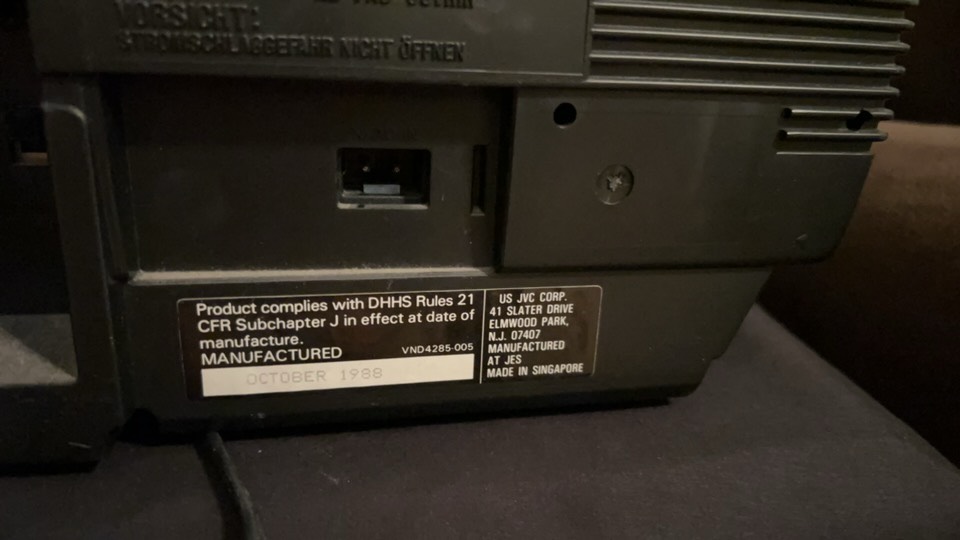 VORSICHT:
STROMSCHLAGGEFAHR NICHT ÖFFNEN
Product complies with DHHS Rules 21
CFR Subchapter J in effect at date of
manufacture.
MANUFACTURED VND4285-005
OCTOBER 1988
US JVC CORP.
41 SLATER DRIVE
ELMWOOD PARK,
N.J. 07407
MANUFACTURED
AT JES
MADE IN SINGAPORE